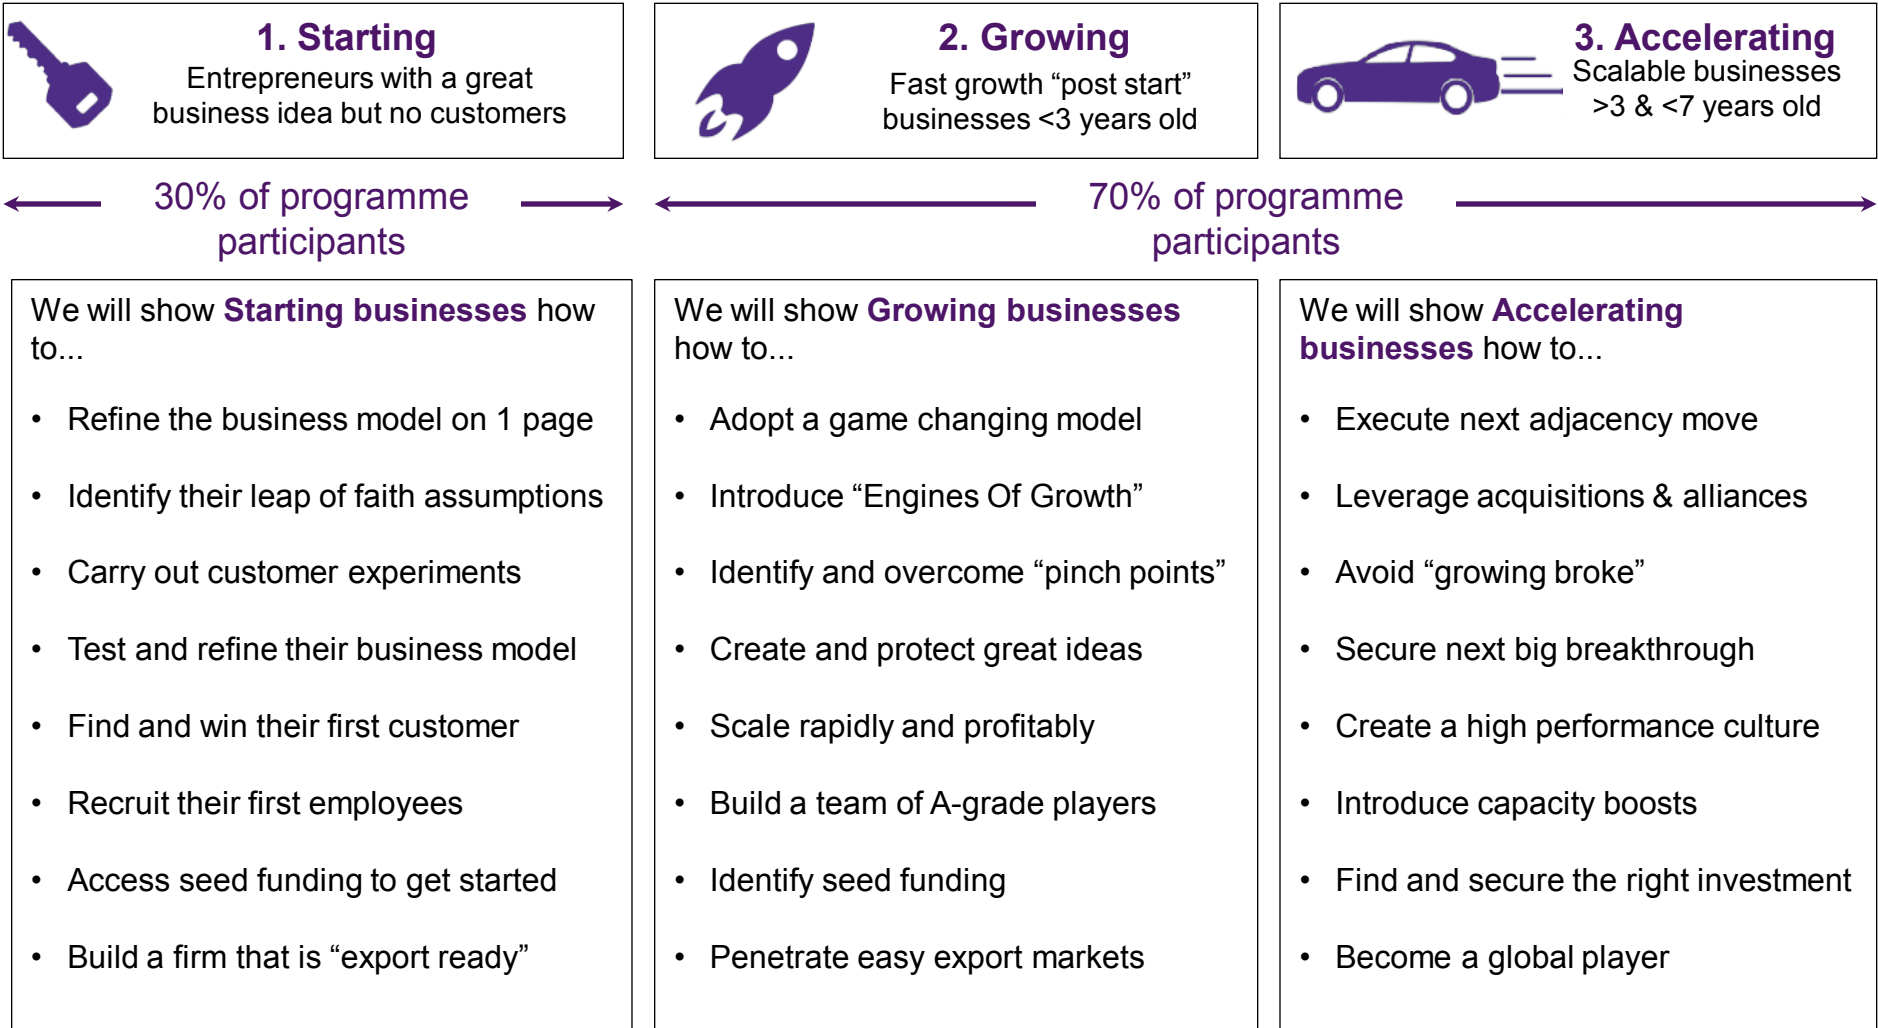 1. Starting
Entrepreneurs with a great
business idea but no customers
2. Growing
Fast growth “post start”
businesses <3 years old
3. Accelerating
Scalable businesses
>3 & <7 years old
30% of programme
participants
70% of programme
participants
We will show Starting businesses how
to...
• Refine the business model on 1 page
• Identify their leap of faith assumptions
• Carry out customer experiments
• Test and refine their business model
• Find and win their first customer
• Recruit their first employees
• Access seed funding to get started
• Build a firm that is “export ready”
We will show Growing businesses
how to...
• Adopt a game changing model
• Introduce “Engines Of Growth”
• Identify and overcome “pinch points”
• Create and protect great ideas
• Scale rapidly and profitably
• Build a team of A-grade players
• Identify seed funding
• Penetrate easy export markets
We will show Accelerating
businesses how to...
• Execute next adjacency move
• Leverage acquisitions & alliances
• Avoid “growing broke”
• Secure next big breakthrough
• Create a high performance culture
• Introduce capacity boosts
• Find and secure the right investment
• Become a global player